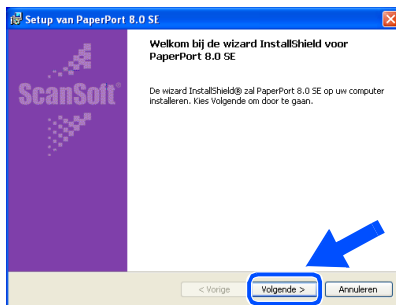 Setup van PaperPort 8.0 SE
Welkom bij de wizard InstallShield voor
PaperPort 8.0 SE
ScanSoft®
De wizard InstallShield® zal PaperPort 8.0 SE op uw computer
installeren. Kies Volgende om door te gaan.
< Vorige
Volgende >
Annuleren